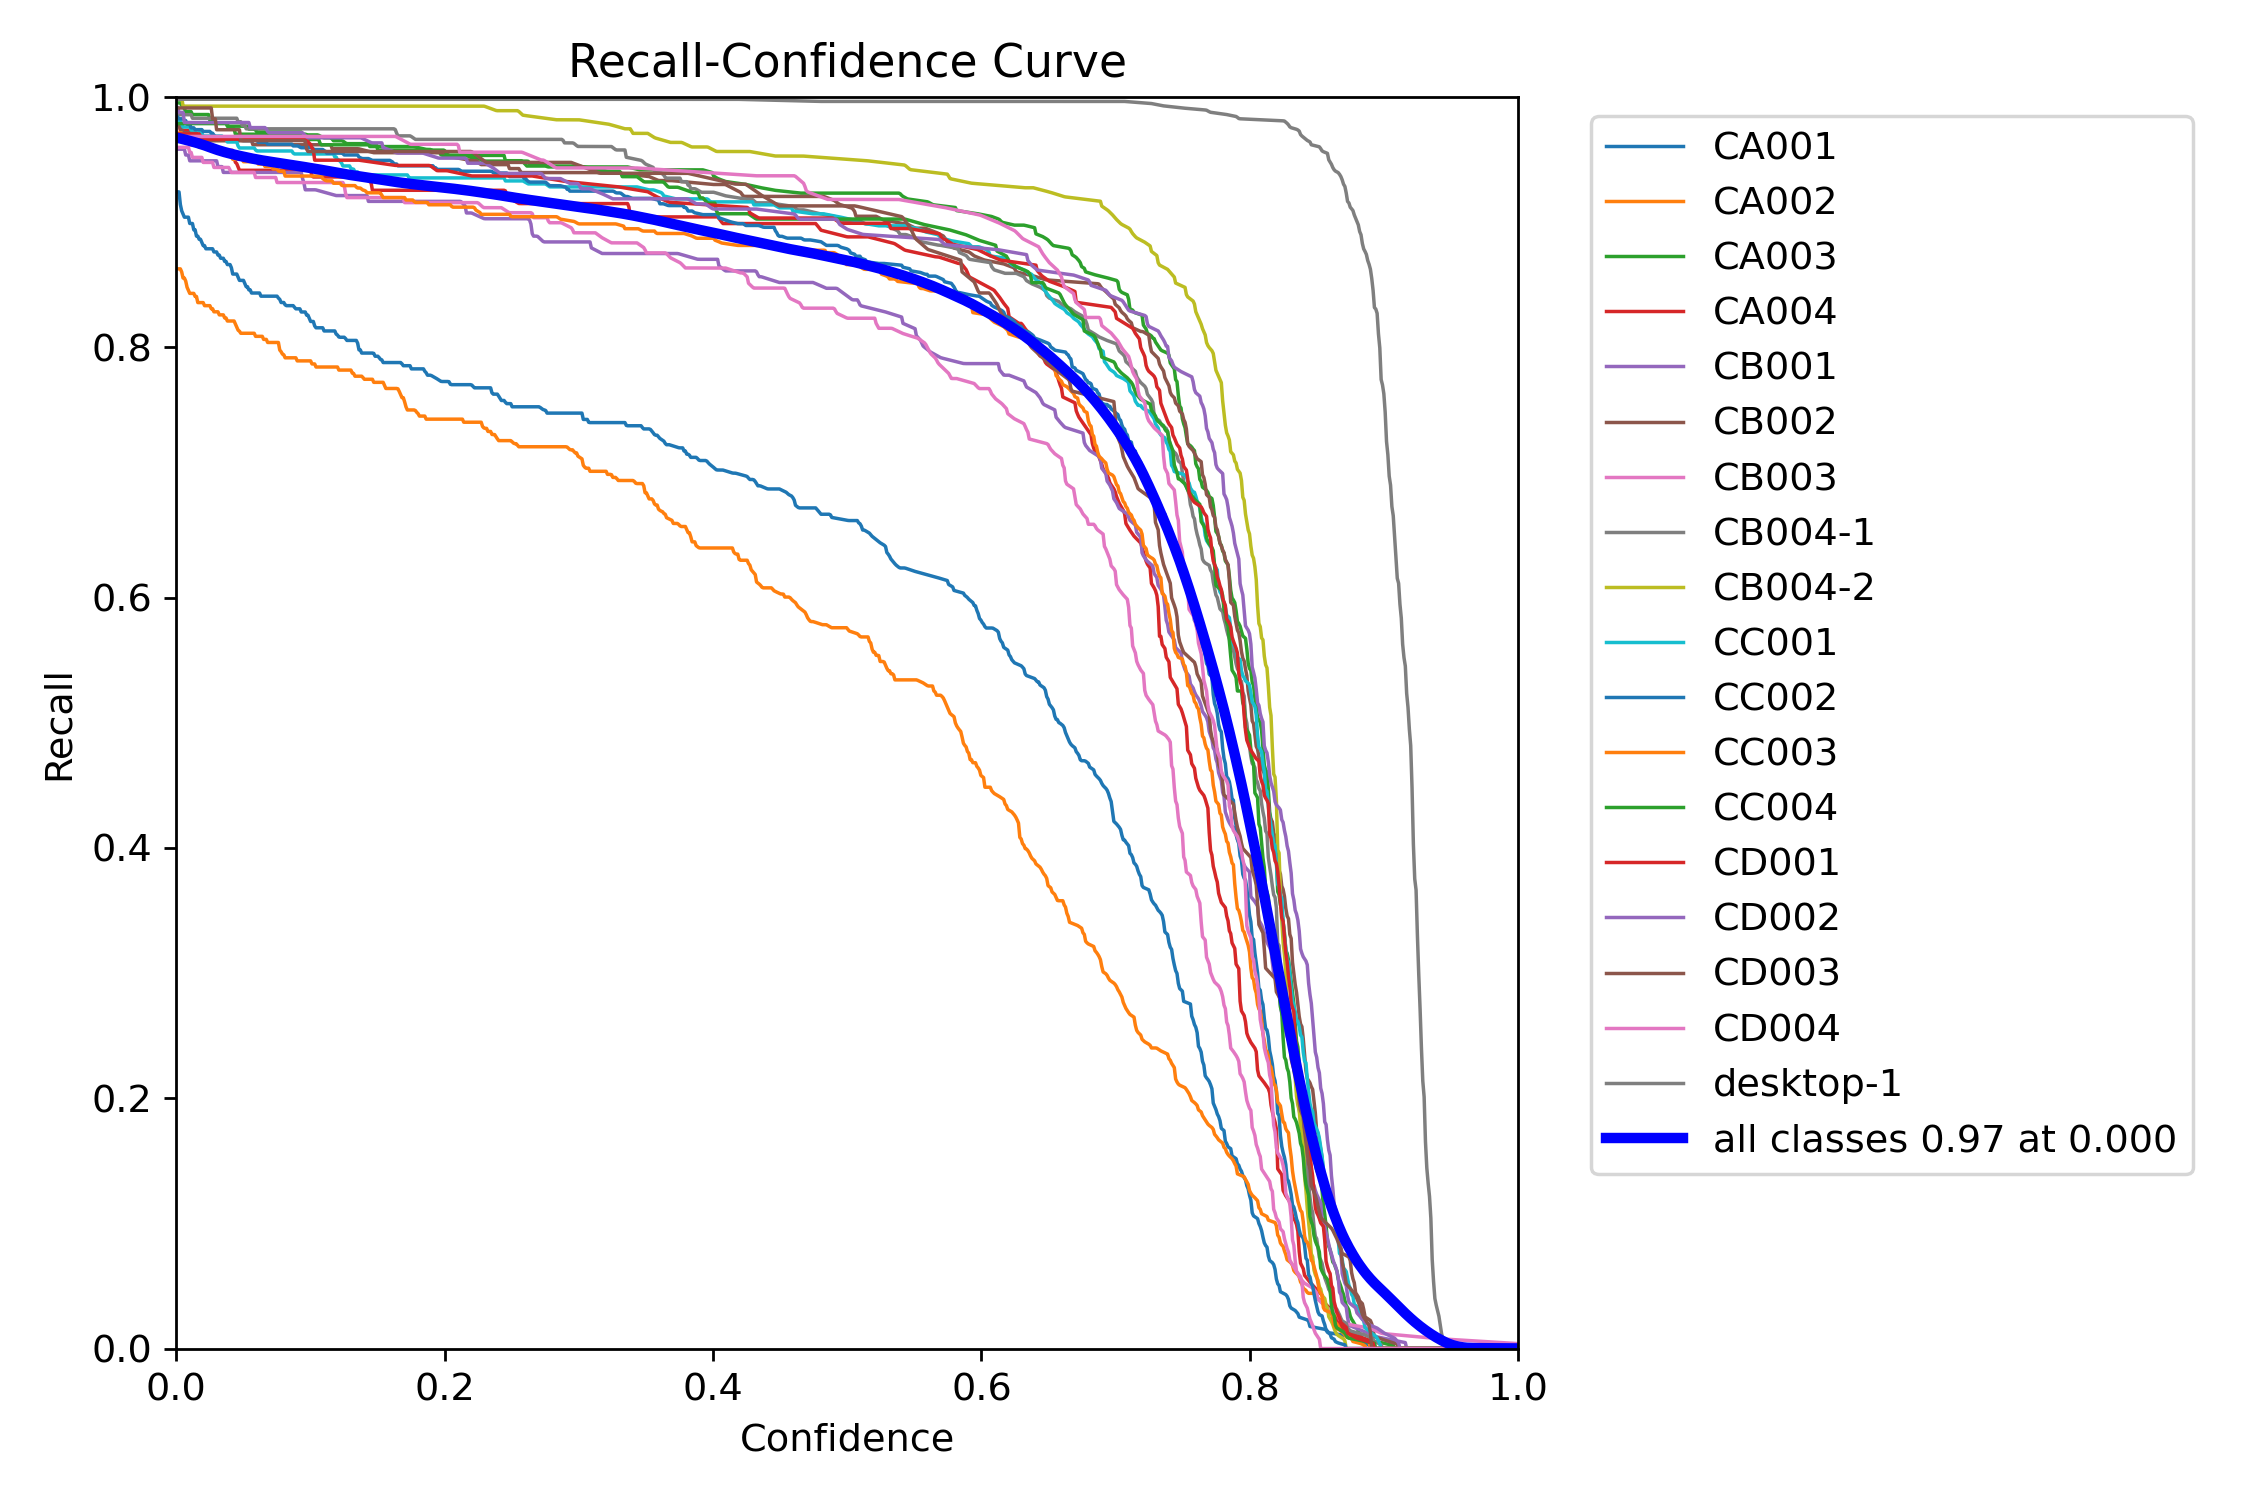 Recall-Confidence Curve
1.0
0.8
0.6
0.4
0.2
0.0
Recall
0.0 0.2 0.4 0.6 0.8 1.0
Confidence
CA001
CA002
CA003
CA004
CB001
CB002
CB003
CB004-1
CB004-2
CC001
CC002
CC003
CC004
CD001
CD002
CD003
CD004
desktop-1
all classes 0.97 at 0.000